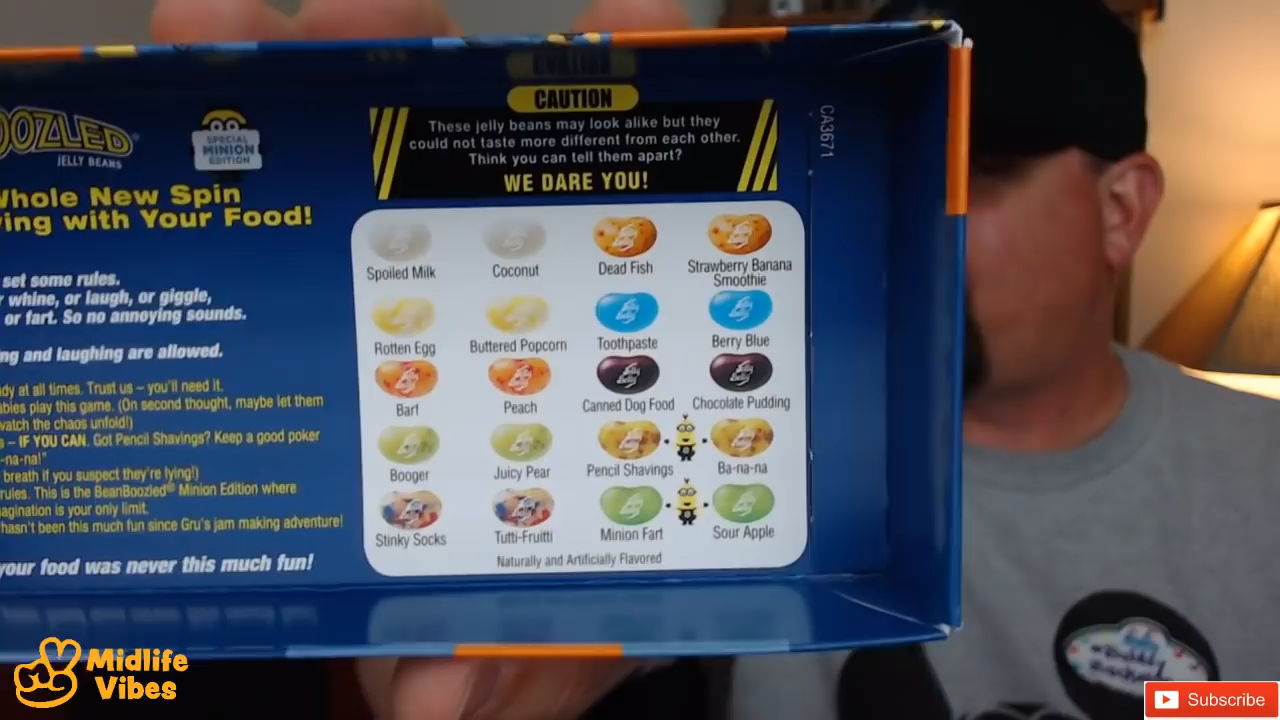 OOZLED
JELLY BEANS
SPECIAL
MINION
EDITION
Whole New Spin
ying with Your Food!
set some rules.
r whine, or laugh, or giggle,
or fart. So no annoying sounds.
ng and laughing are allowed.
dy at all times. Trust us – you'll need it.
abies play this game. (On second thought, maybe let them
watch the chaos unfold!)
s – IF YOU CAN. Got Pencil Shavings? Keep a good poker
-na-na!"
breath if you suspect they're lying!)
rules. This is the BeanBoozled® Minion Edition where
agination is your only limit.
hasn't been this much fun since Gru's jam making adventure!
your food was never this much fun!
CAUTION
These jelly beans may look alike but they
could not taste more different from each other.
Think you can tell them apart?
WE DARE YOU!
CA3671
Spoiled Milk Coconut Dead Fish Strawberry Banana
Smoothie
Rotten Egg Buttered Popcorn Toothpaste Berry Blue
Barf Peach Canned Dog Food Chocolate Pudding
Booger Juicy Pear Pencil Shavings Ba-na-na
Stinky Socks Tutti-Fruitti Minion Fart Sour Apple
Naturally and Artificially Flavored
Midlife
Vibes
Subscribe